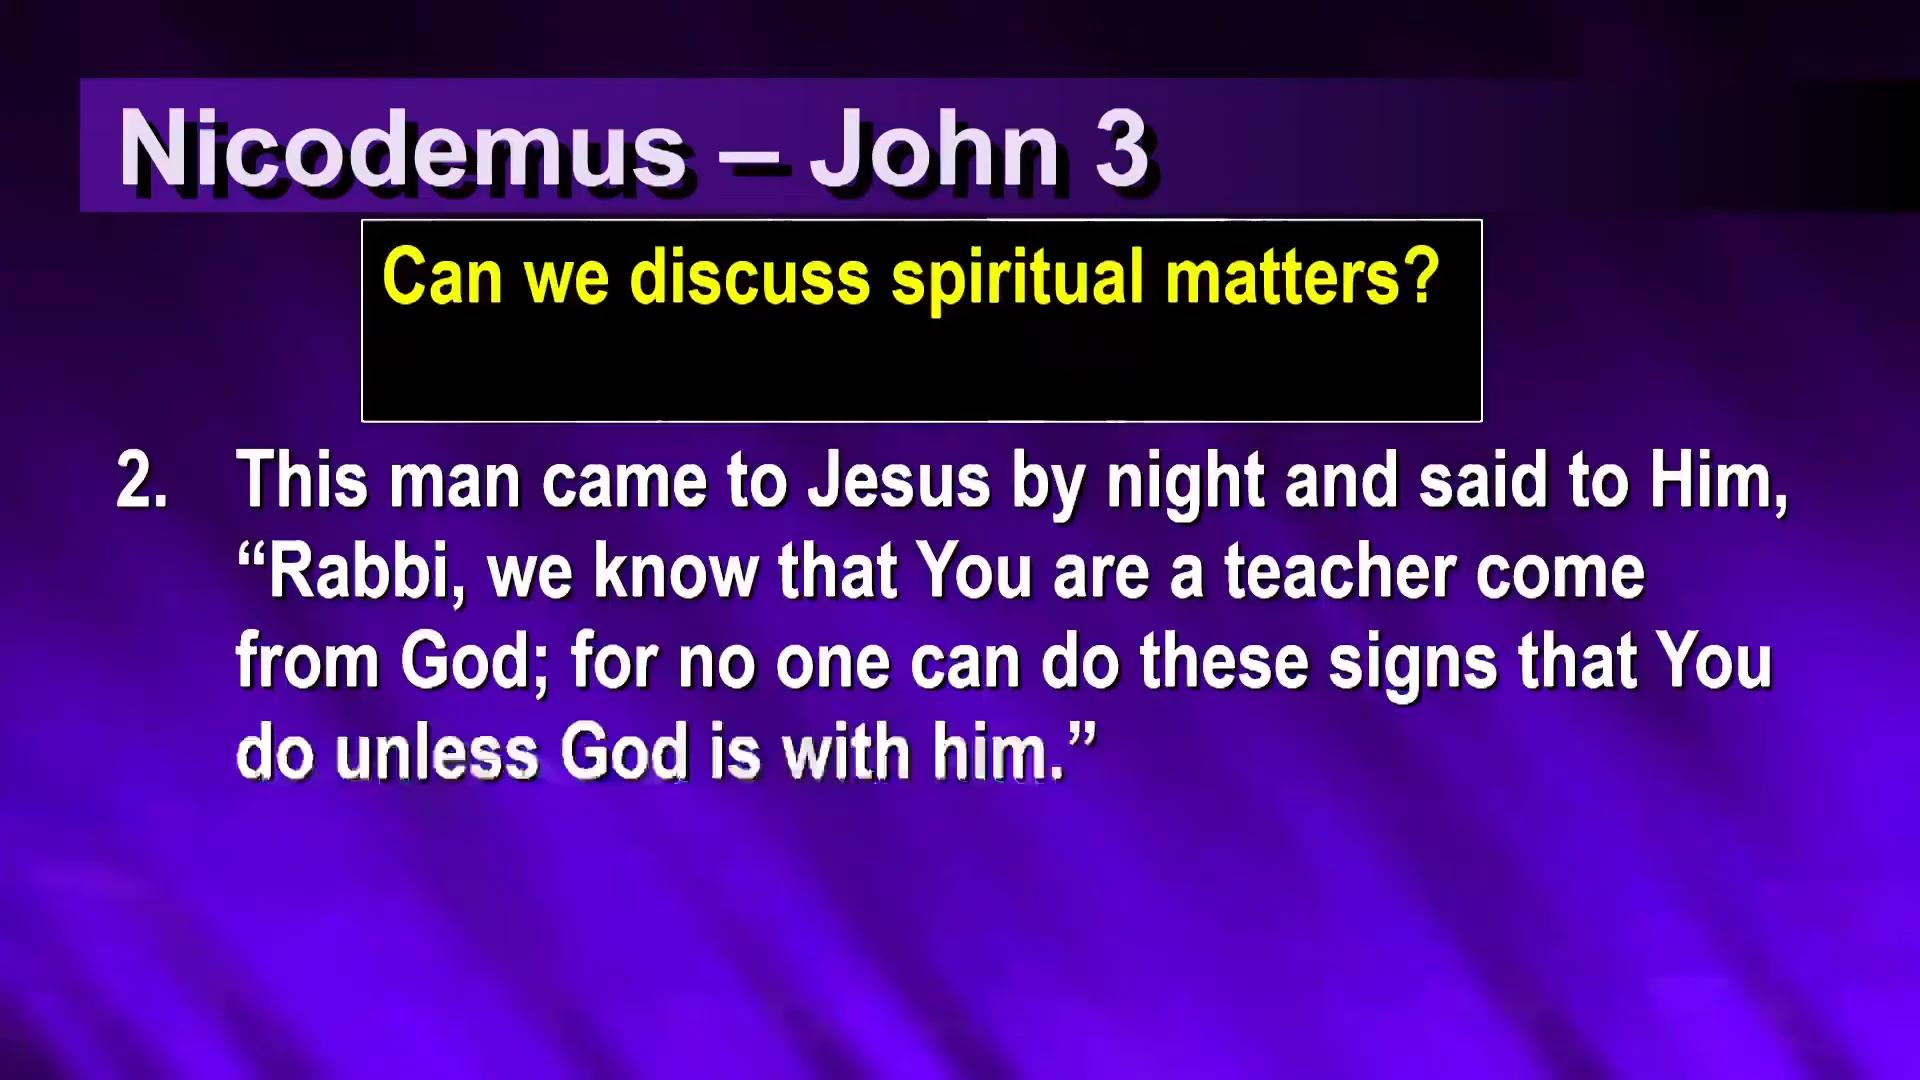 Nicodemus – John 3
Can we discuss spiritual matters?
2. This man came to Jesus by night and said to Him,
“Rabbi, we know that You are a teacher come
from God; for no one can do these signs that You
do unless God is with him.”